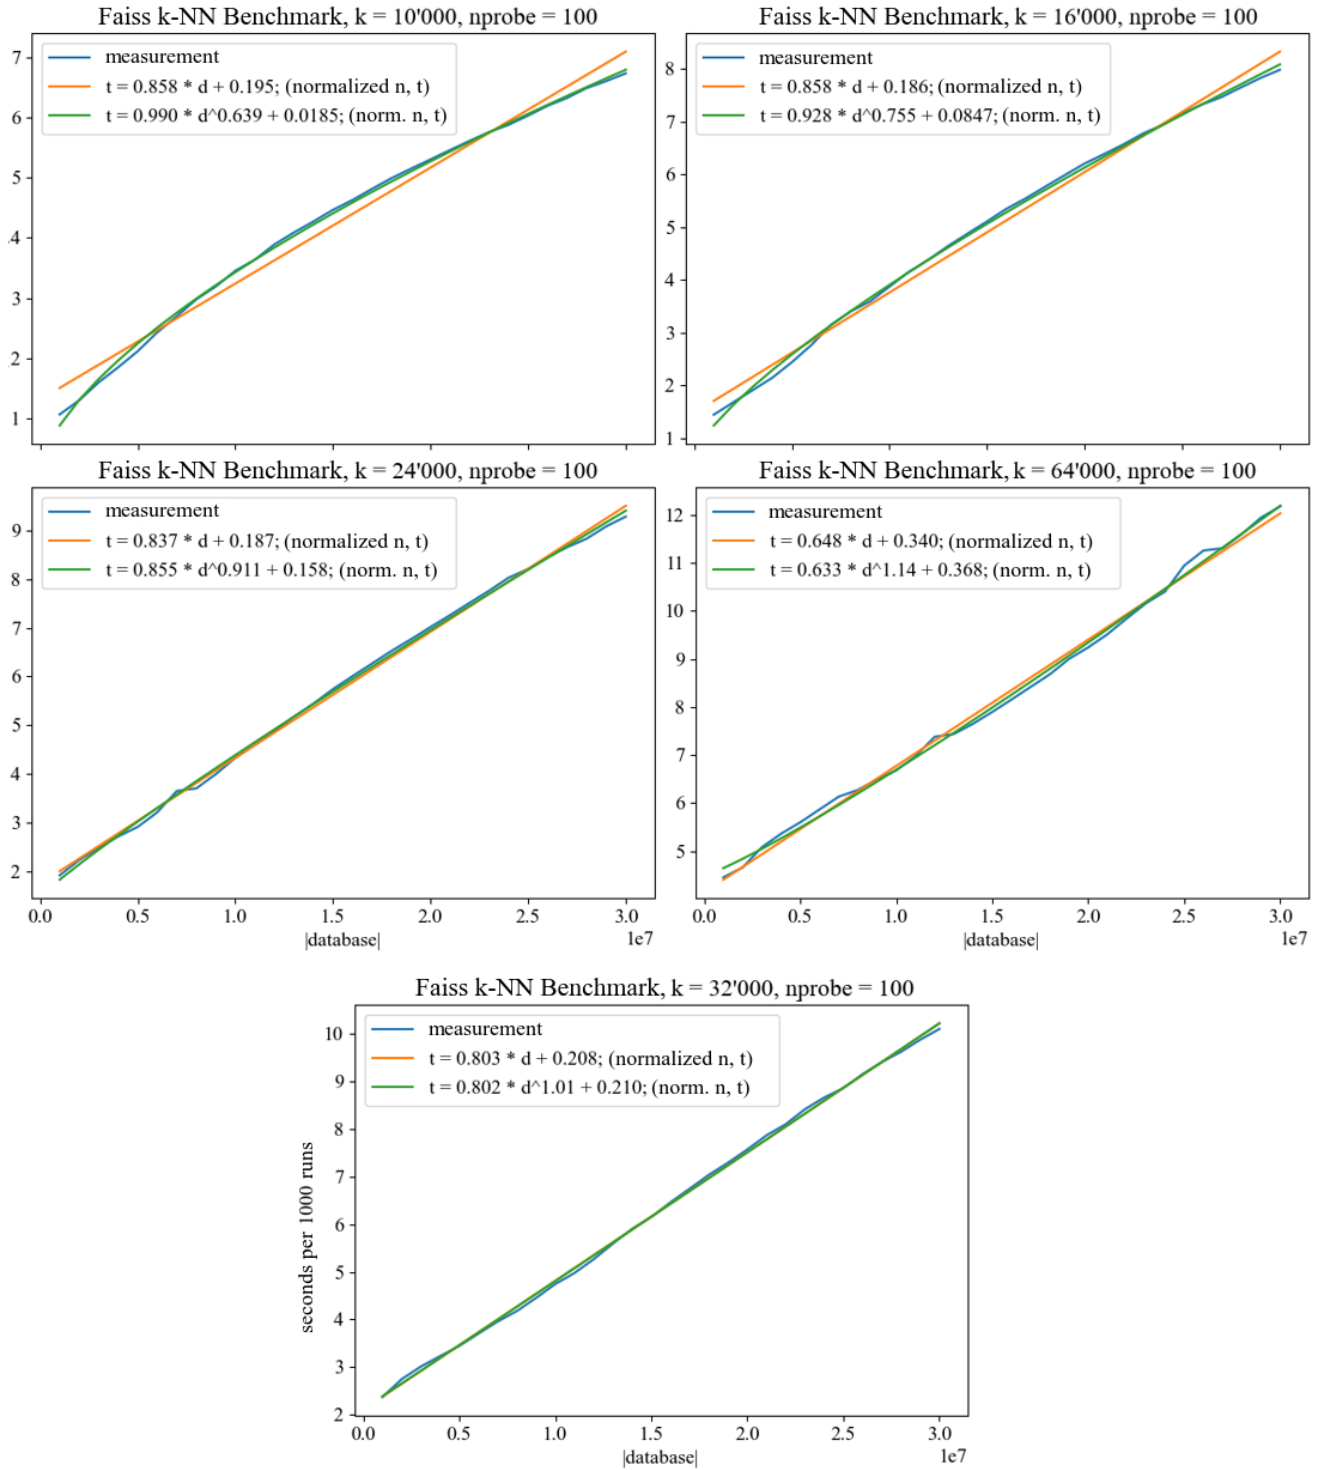 Faiss k-NN Benchmark, k = 10'000, nprobe = 100
measurement
t = 0.858 * d + 0.195; (normalized n, t)
t = 0.990 * d^0.639 + 0.0185; (norm. n, t)
7
6
5
.4
3
2
1
Faiss k-NN Benchmark, k = 16'000, nprobe = 100
measurement
t = 0.858 * d + 0.186; (normalized n, t)
t = 0.928 * d^0.755 + 0.0847; (norm. n, t)
8
7
6
5
4
3
2
1
Faiss k-NN Benchmark, k = 24'000, nprobe = 100
measurement
t = 0.837 * d + 0.187; (normalized n, t)
t = 0.855 * d^0.911 + 0.158; (norm. n, t)
9
8
7
6
5
4
3
2
0.0 0.5 1.0 1.5 2.0 2.5 3.0
|database| 1e7
Faiss k-NN Benchmark, k = 64'000, nprobe = 100
measurement
t = 0.648 * d + 0.340; (normalized n, t)
t = 0.633 * d^1.14 + 0.368; (norm. n, t)
12
11
10
9
8
7
6
5
0.0 0.5 1.0 1.5 2.0 2.5 3.0
|database| 1e7
Faiss k-NN Benchmark, k = 32'000, nprobe = 100
measurement
t = 0.803 * d + 0.208; (normalized n, t)
t = 0.802 * d^1.01 + 0.210; (norm. n, t)
seconds per 1000 runs
10
9
8
7
6
5
4
3
2
0.0 0.5 1.0 1.5 2.0 2.5 3.0
|database| 1e7